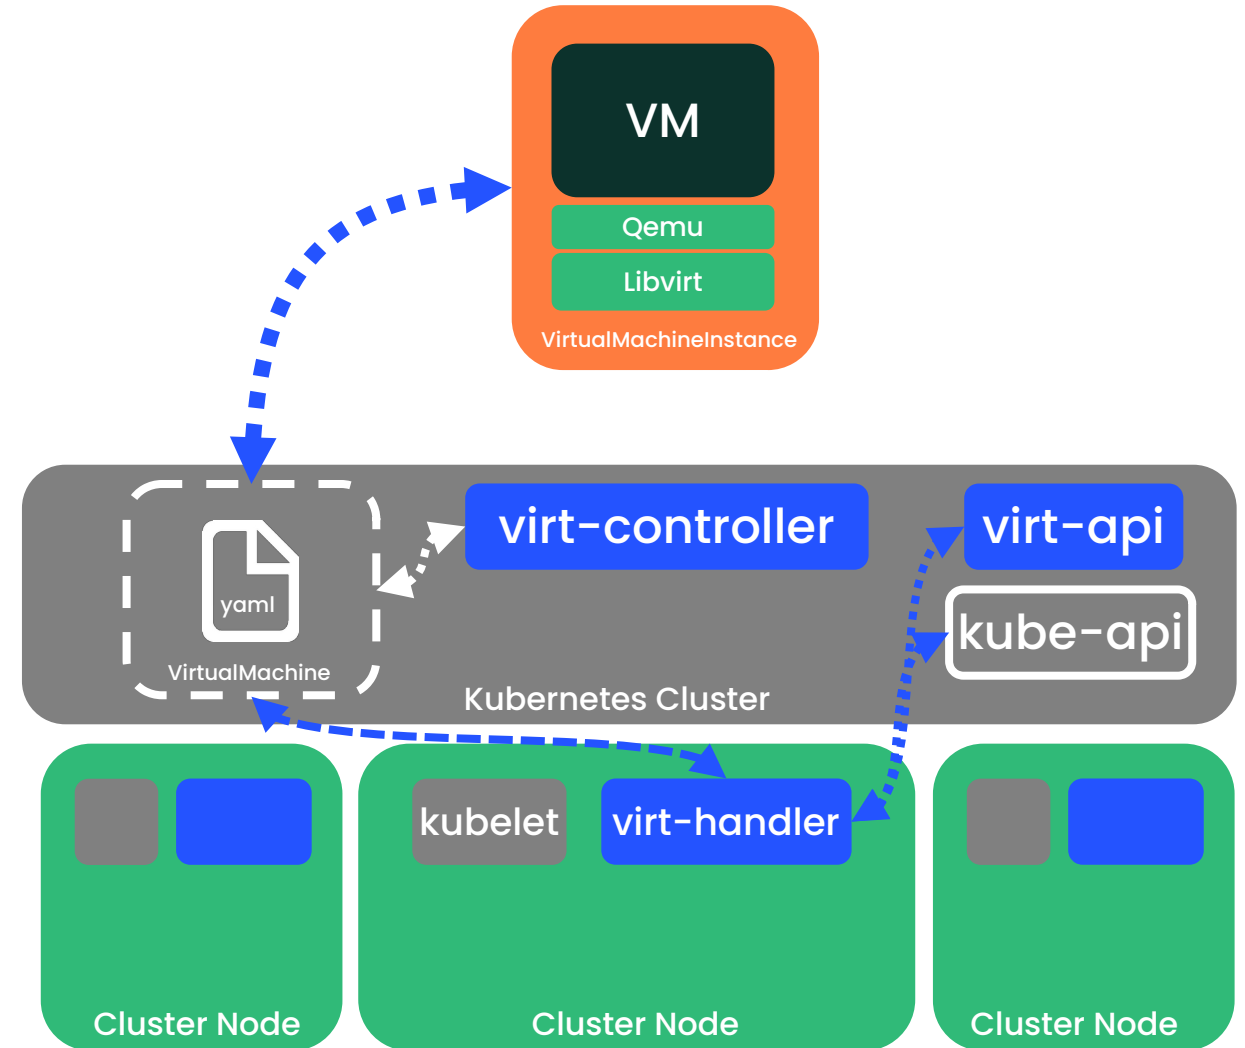 VM
Qemu
Libvirt
VirtualMachineInstance
yaml
VirtualMachine
virt-controller
virt-api
kube-api
Kubernetes Cluster
kubelet
virt-handler
Cluster Node
Cluster Node
Cluster Node